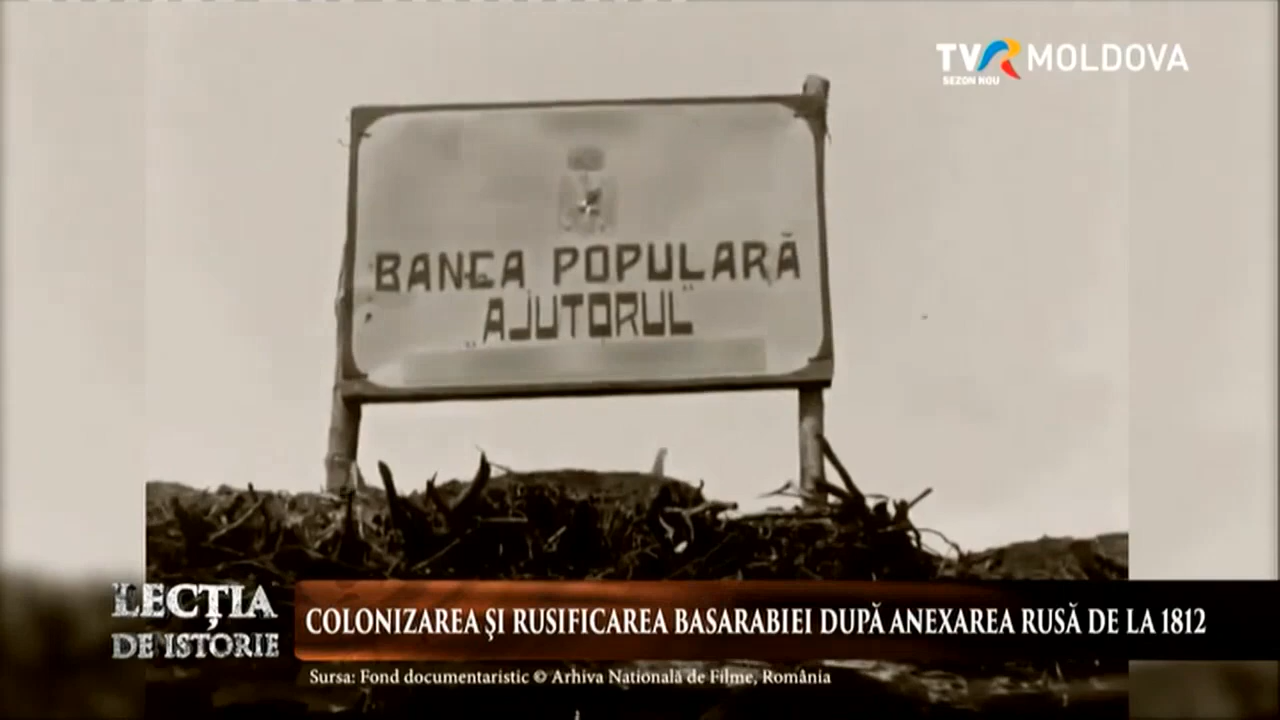 TVR MOLDOVA
SEZON NOU
BANCA POPULARĂ
„AJUTORUL"
LECȚIA
DE ISTORIE
COLONIZAREA ŞI RUSIFICAREA BASARABIEI DUPĂ ANEXAREA RUSĂ DE LA 1812
Sursa: Fond documentaristic © Arhiva Natională de Filme, România